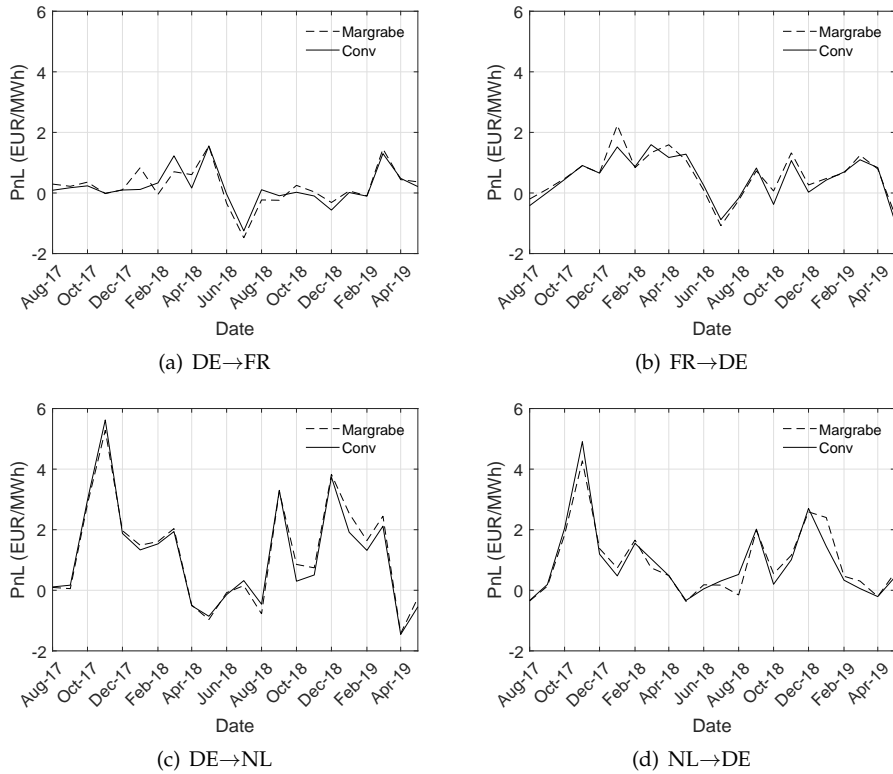 6
4
2
0
-2
PnL (EUR/MWh)
Margrabe
Conv
Aug-17
Oct-17
Dec-17
Feb-18
Apr-18
Jun-18
Aug-18
Oct-18
Dec-18
Feb-19
Apr-19
Date
(a) DE→FR
6
4
2
0
-2
PnL (EUR/MWh)
Margrabe
Conv
Aug-17
Oct-17
Dec-17
Feb-18
Apr-18
Jun-18
Aug-18
Oct-18
Dec-18
Feb-19
Apr-19
Date
(b) FR→DE
6
4
2
0
-2
PnL (EUR/MWh)
Margrabe
Conv
Aug-17
Oct-17
Dec-17
Feb-18
Apr-18
Jun-18
Aug-18
Oct-18
Dec-18
Feb-19
Apr-19
Date
(c) DE→NL
6
4
2
0
-2
PnL (EUR/MWh)
Margrabe
Conv
Aug-17
Oct-17
Dec-17
Feb-18
Apr-18
Jun-18
Aug-18
Oct-18
Dec-18
Feb-19
Apr-19
Date
(d) NL→DE